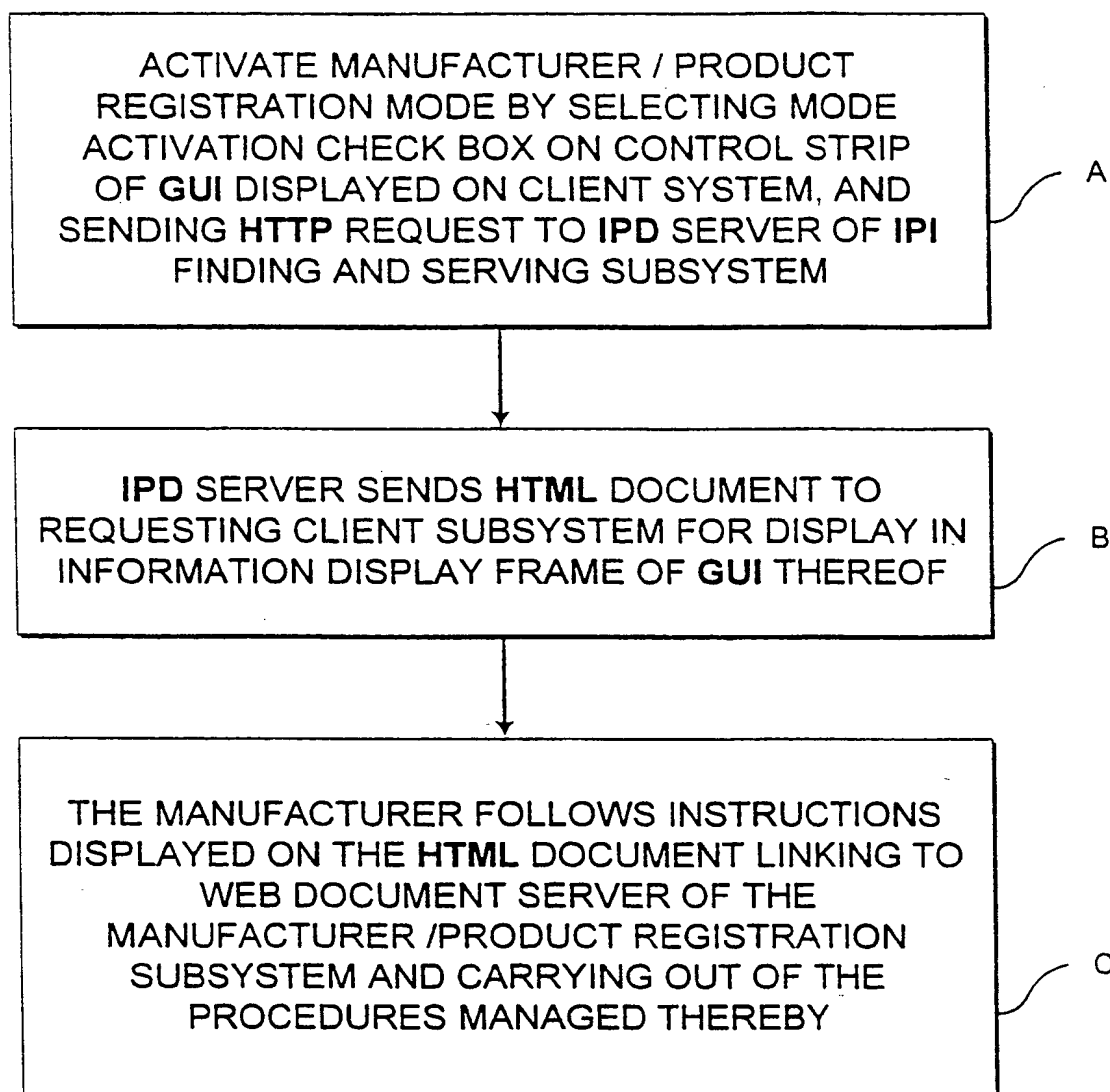 ACTIVATE MANUFACTURER / PRODUCT
REGISTRATION MODE BY SELECTING MODE
ACTIVATION CHECK BOX ON CONTROL STRIP
OF GUI DISPLAYED ON CLIENT SYSTEM, AND
SENDING HTTP REQUEST TO IPD SERVER OF IPI
FINDING AND SERVING SUBSYSTEM
A
IPD SERVER SENDS HTML DOCUMENT TO
REQUESTING CLIENT SUBSYSTEM FOR DISPLAY IN
INFORMATION DISPLAY FRAME OF GUI THEREOF
B
THE MANUFACTURER FOLLOWS INSTRUCTIONS
DISPLAYED ON THE HTML DOCUMENT LINKING TO
WEB DOCUMENT SERVER OF THE
MANUFACTURER /PRODUCT REGISTRATION
SUBSYSTEM AND CARRYING OUT OF THE
PROCEDURES MANAGED THEREBY
C